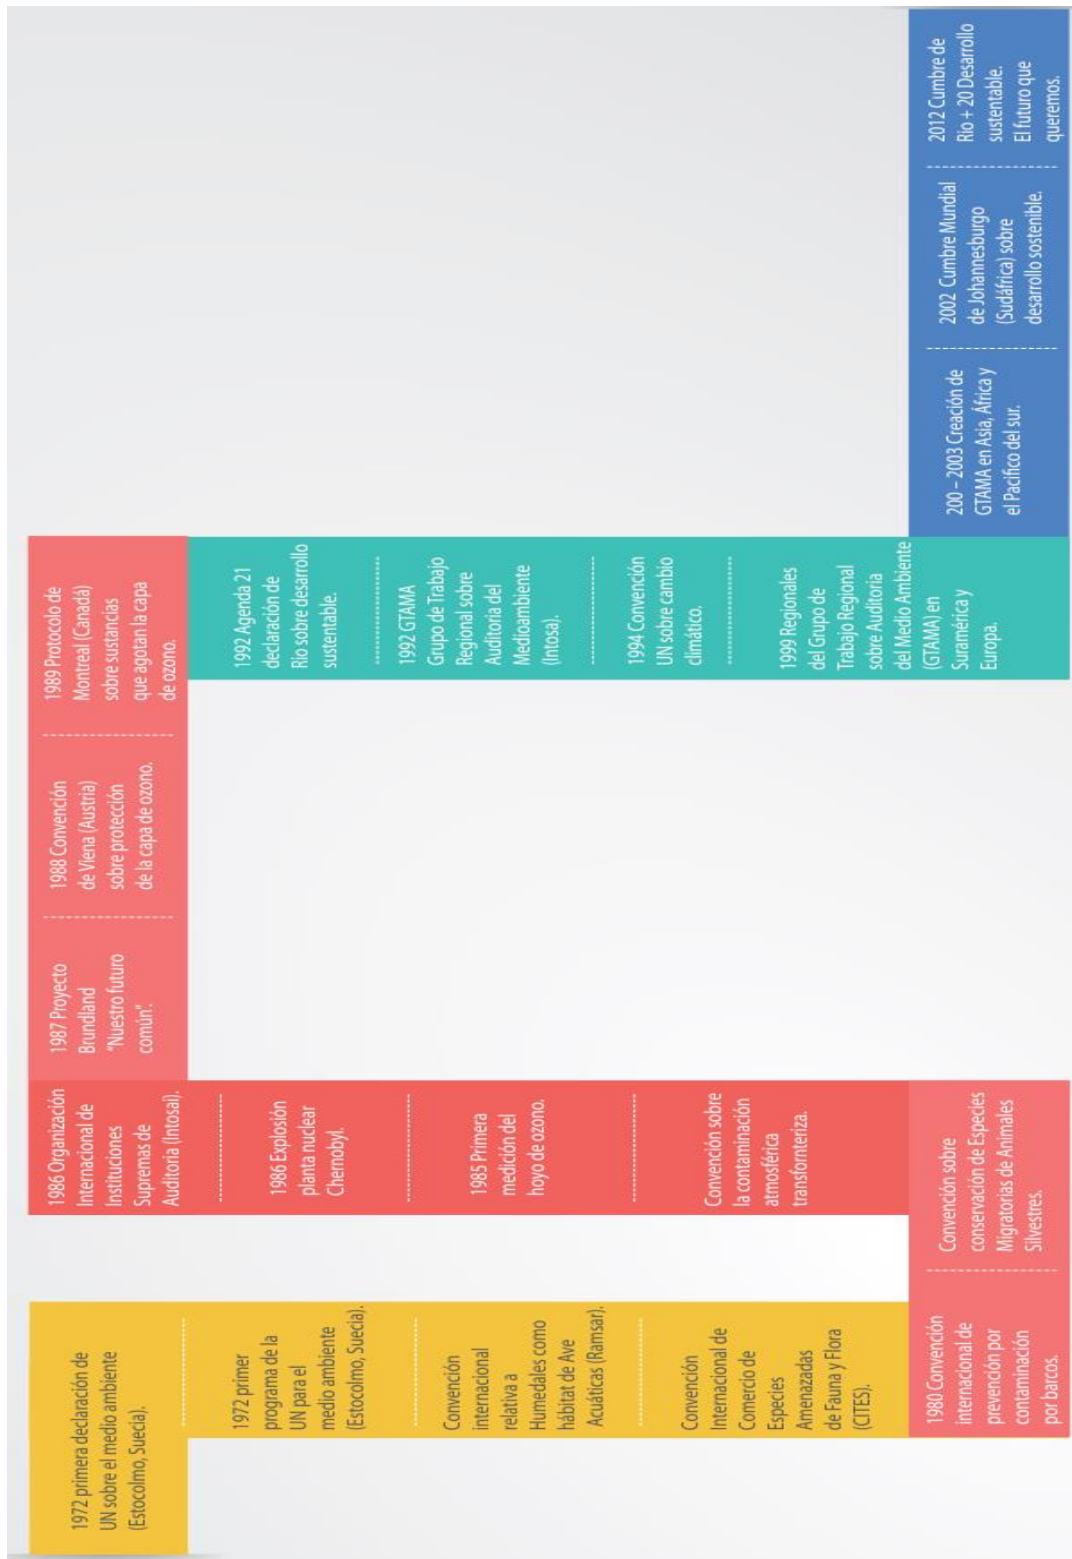 1972 primera declaración de
UN sobre el medio ambiente
(Estocolmo, Suecia).
1972 primer
programa de la
UN para el
medio ambiente
(Estocolmo, Suecia).
Convención
internacional
relativa a
Humedales como
hábitat de Ave
Acuáticas (Ramsar).
Convención
Internacional de
Comercio de
Especies
Amenazadas
de Fauna y Flora
(CITES).
1980 Convención
internacional de
prevención por
contaminación
por barcos.
Convención sobre
conservación de Especies
Migratorias de Animales
Silvestres.
Convención sobre
la contaminación
atmosférica
transfornteriza.
1985 Primera
medición del
hoyo de ozono.
1986 Explosión
planta nuclear
Chernobyl.
1986 Organización
Internacional de
Instituciones
Supremas de
Auditoria (Intosai).
1987 Proyecto
Brundland
“Nuestro futuro
común”.
1988 Convención
de Viena (Austria)
sobre protección
de la capa de ozono.
1989 Protocolo de
Montreal (Canadá)
sobre sustancias
que agotan la capa
de ozono.
1992 Agenda 21
declaración de
Rio sobre desarrollo
sustentable.
1992 GTAMA
Grupo de Trabajo
Regional sobre
Auditoria del
Medioambiente
(Intosa).
1994 Convención
UN sobre cambio
climático.
1999 Regionales
del Grupo de
Trabajo Regional
sobre Auditoria
del Medio Ambiente
(GTAMA) en
Suramérica y
Europa.
200 – 2003 Creación de
GTAMA en Asia, África y
el Pacifico del sur.
2002 Cumbre Mundial
de Johannesburgo
(Sudáfrica) sobre
desarrollo sostenible.
2012 Cumbre de
Rio + 20 Desarrollo
sustentable.
El futuro que
queremos.